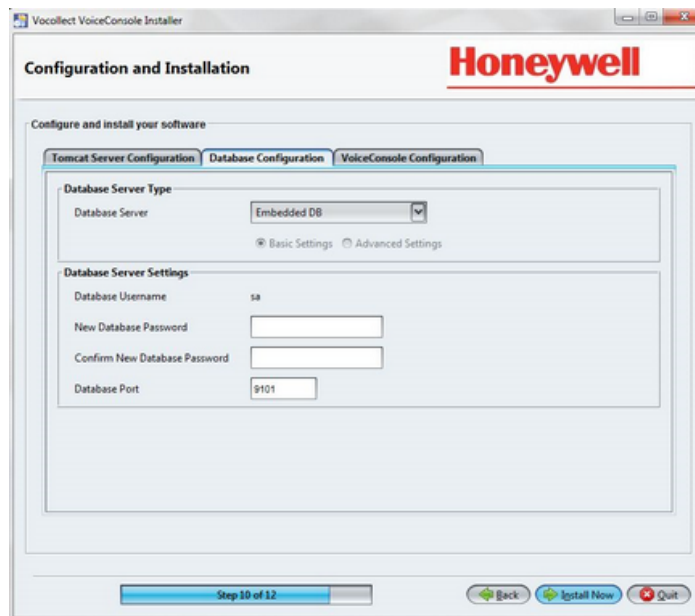 Vocollect VoiceConsole Installer
Configuration and Installation
Honeywell
Configure and install your software
Tomcat Server Configuration Database Configuration VoiceConsole Configuration
Database Server Type
Database Server Embedded DB
Basic Settings Advanced Settings
Database Server Settings
Database Username sa
New Database Password
Confirm New Database Password
Database Port 9101
Step 10 of 12 Back Install Now Quit